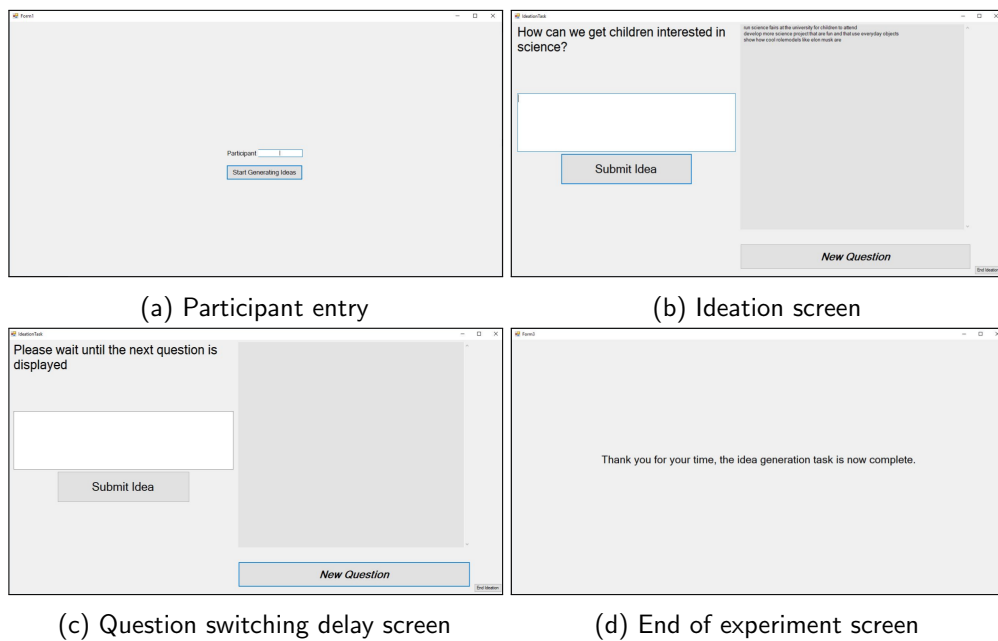 Form1
Participant
Start Generating Ideas
(a) Participant entry
IdeationTask
How can we get children interested in
science?
run science fairs at the university for children to attend
develop more science project that are fun and that use everyday objects
show how cool rolemodels like elon musk are
Submit Idea
New Question
End Ideation
(b) Ideation screen
IdeationTask
Please wait until the next question is
displayed
Submit Idea
New Question
End Ideation
(c) Question switching delay screen
Form3
Thank you for your time, the idea generation task is now complete.
(d) End of experiment screen